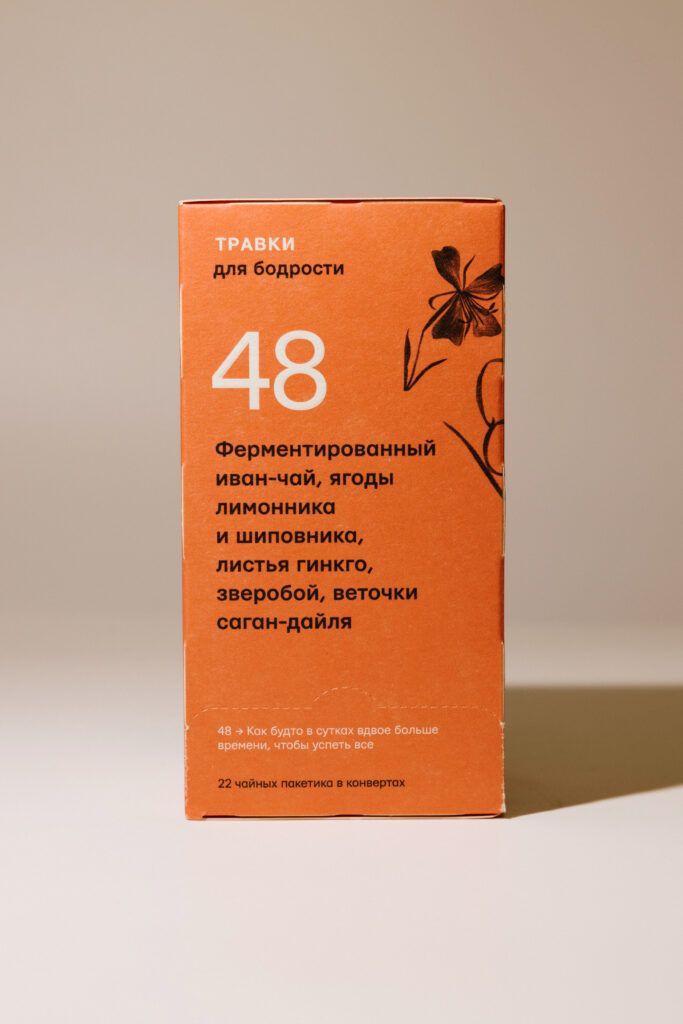 ТРАВКИ
для бодрости
48
Ферментированный
иван-чай, ягоды
лимонника
и шиповника,
листья гинкго,
зверобой, веточки
саган-дайля
48 → Как будто в сутках вдвое больше
времени, чтобы успеть все
22 чайных пакетика в конвертах